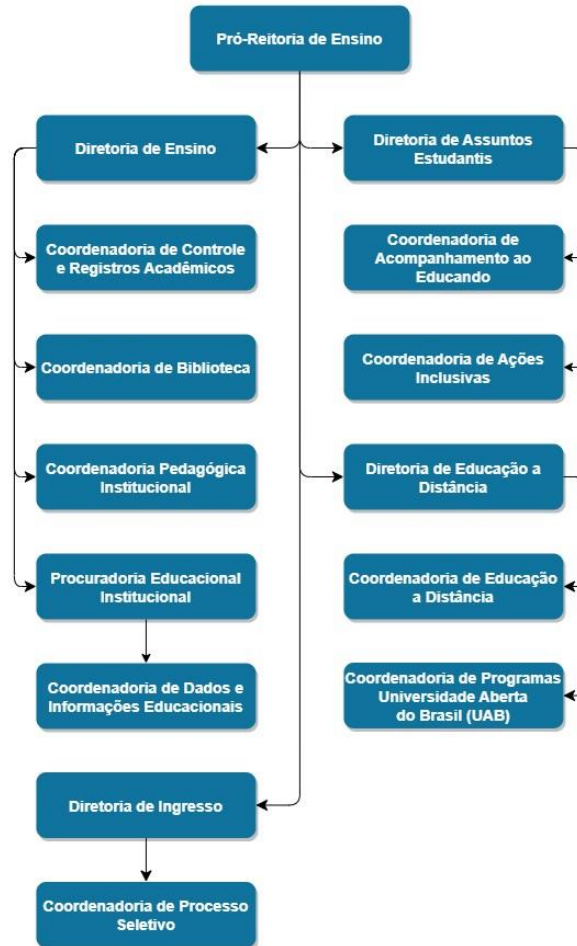 Pró-Reitoria de Ensino
Diretoria de Ensino
Diretoria de Assuntos
Estudantis
Coordenadoria de Controle
e Registros Acadêmicos
Coordenadoria de
Acompanhamento ao
Educando
Coordenadoria de Biblioteca
Coordenadoria de Ações
Inclusivas
Coordenadoria Pedagógica
Institucional
Diretoria de Educação a
Distância
Procuradoria Educacional
Institucional
Coordenadoria de Educação
a Distância
Coordenadoria de Dados e
Informações Educacionais
Coordenadoria de Programas
Universidade Aberta
do Brasil (UAB)
Diretoria de Ingresso
Coordenadoria de Processo
Seletivo